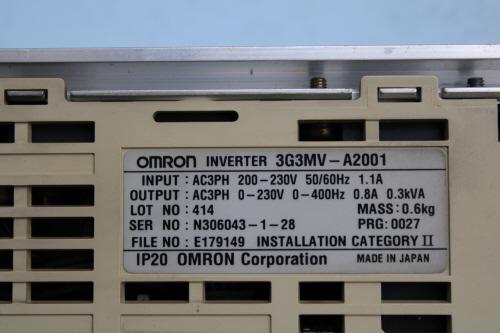 OMRON INVERTER 3G3MV-A2001
INPUT : AC3PH 200-230V 50/60Hz 1.1A
OUTPUT : AC3PH 0-230V 0-400Hz 0.8A 0.3kVA
LOT NO : 414 MASS: 0.6kg
SER NO : N306043-1-28 PRG: 0027
FILE NO : E179149 INSTALLATION CATEGORY II
IP20 OMRON Corporation MADE IN JAPAN